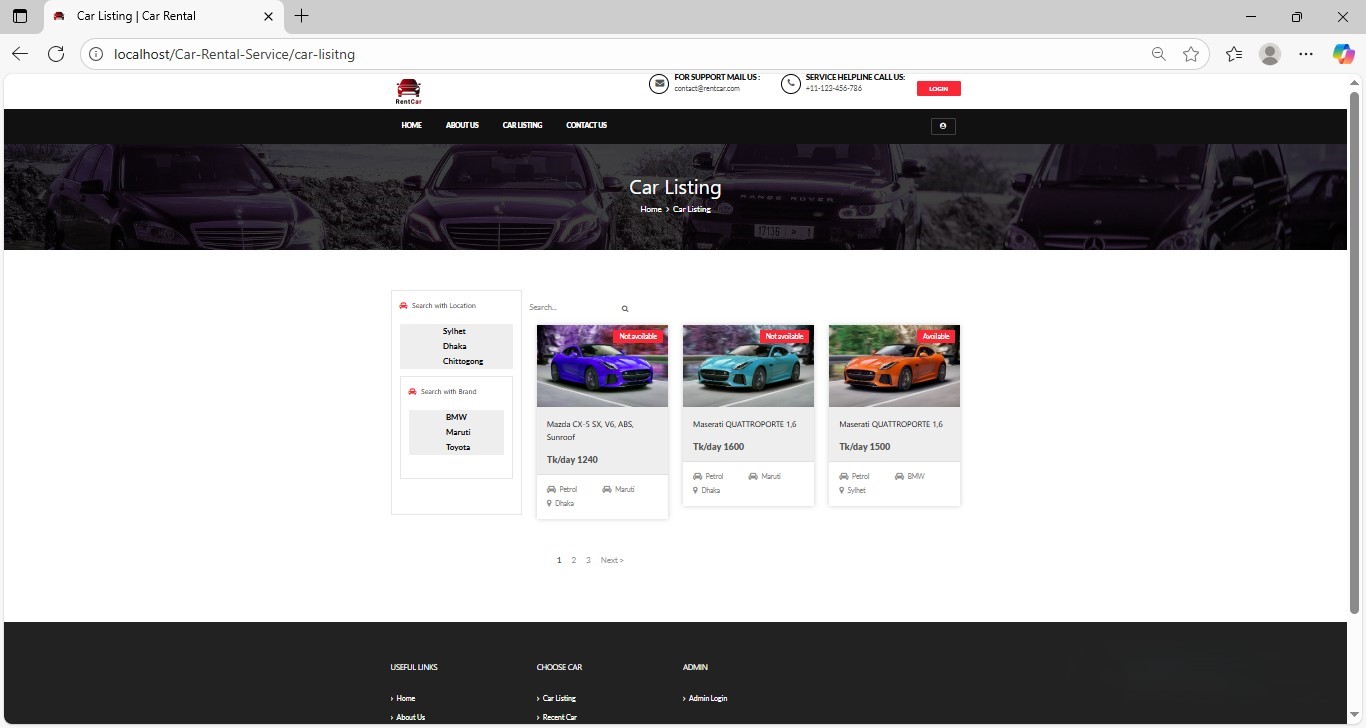 Car Listing | Car Rental
localhost/Car-Rental-Service/car-lisitng
RentCar
FOR SUPPORT MAIL US :
contact@rentcar.com
SERVICE HELPLINE CALL US:
+11-123-456-786
LOGIN
HOME ABOUT US CAR LISTING CONTACT US
RANGE ROVER
17136
Car Listing
Home > Car Listing
Search with Location
Sylhet
Dhaka
Chittogong
Search with Brand
BMW
Maruti
Toyota
Search...
Not available
Mazda CX-5 SX, V6, ABS,
Sunroof
Tk/day 1240
Petrol Maruti
Dhaka
Not available
Maserati QUATTROPORTE 1,6
Tk/day 1600
Petrol Maruti
Dhaka
Available
Maserati QUATTROPORTE 1,6
Tk/day 1500
Petrol BMW
Sylhet
1 2 3 Next >
USEFUL LINKS
› Home
› About Us
CHOOSE CAR
› Car Listing
› Recent Car
ADMIN
› Admin Login